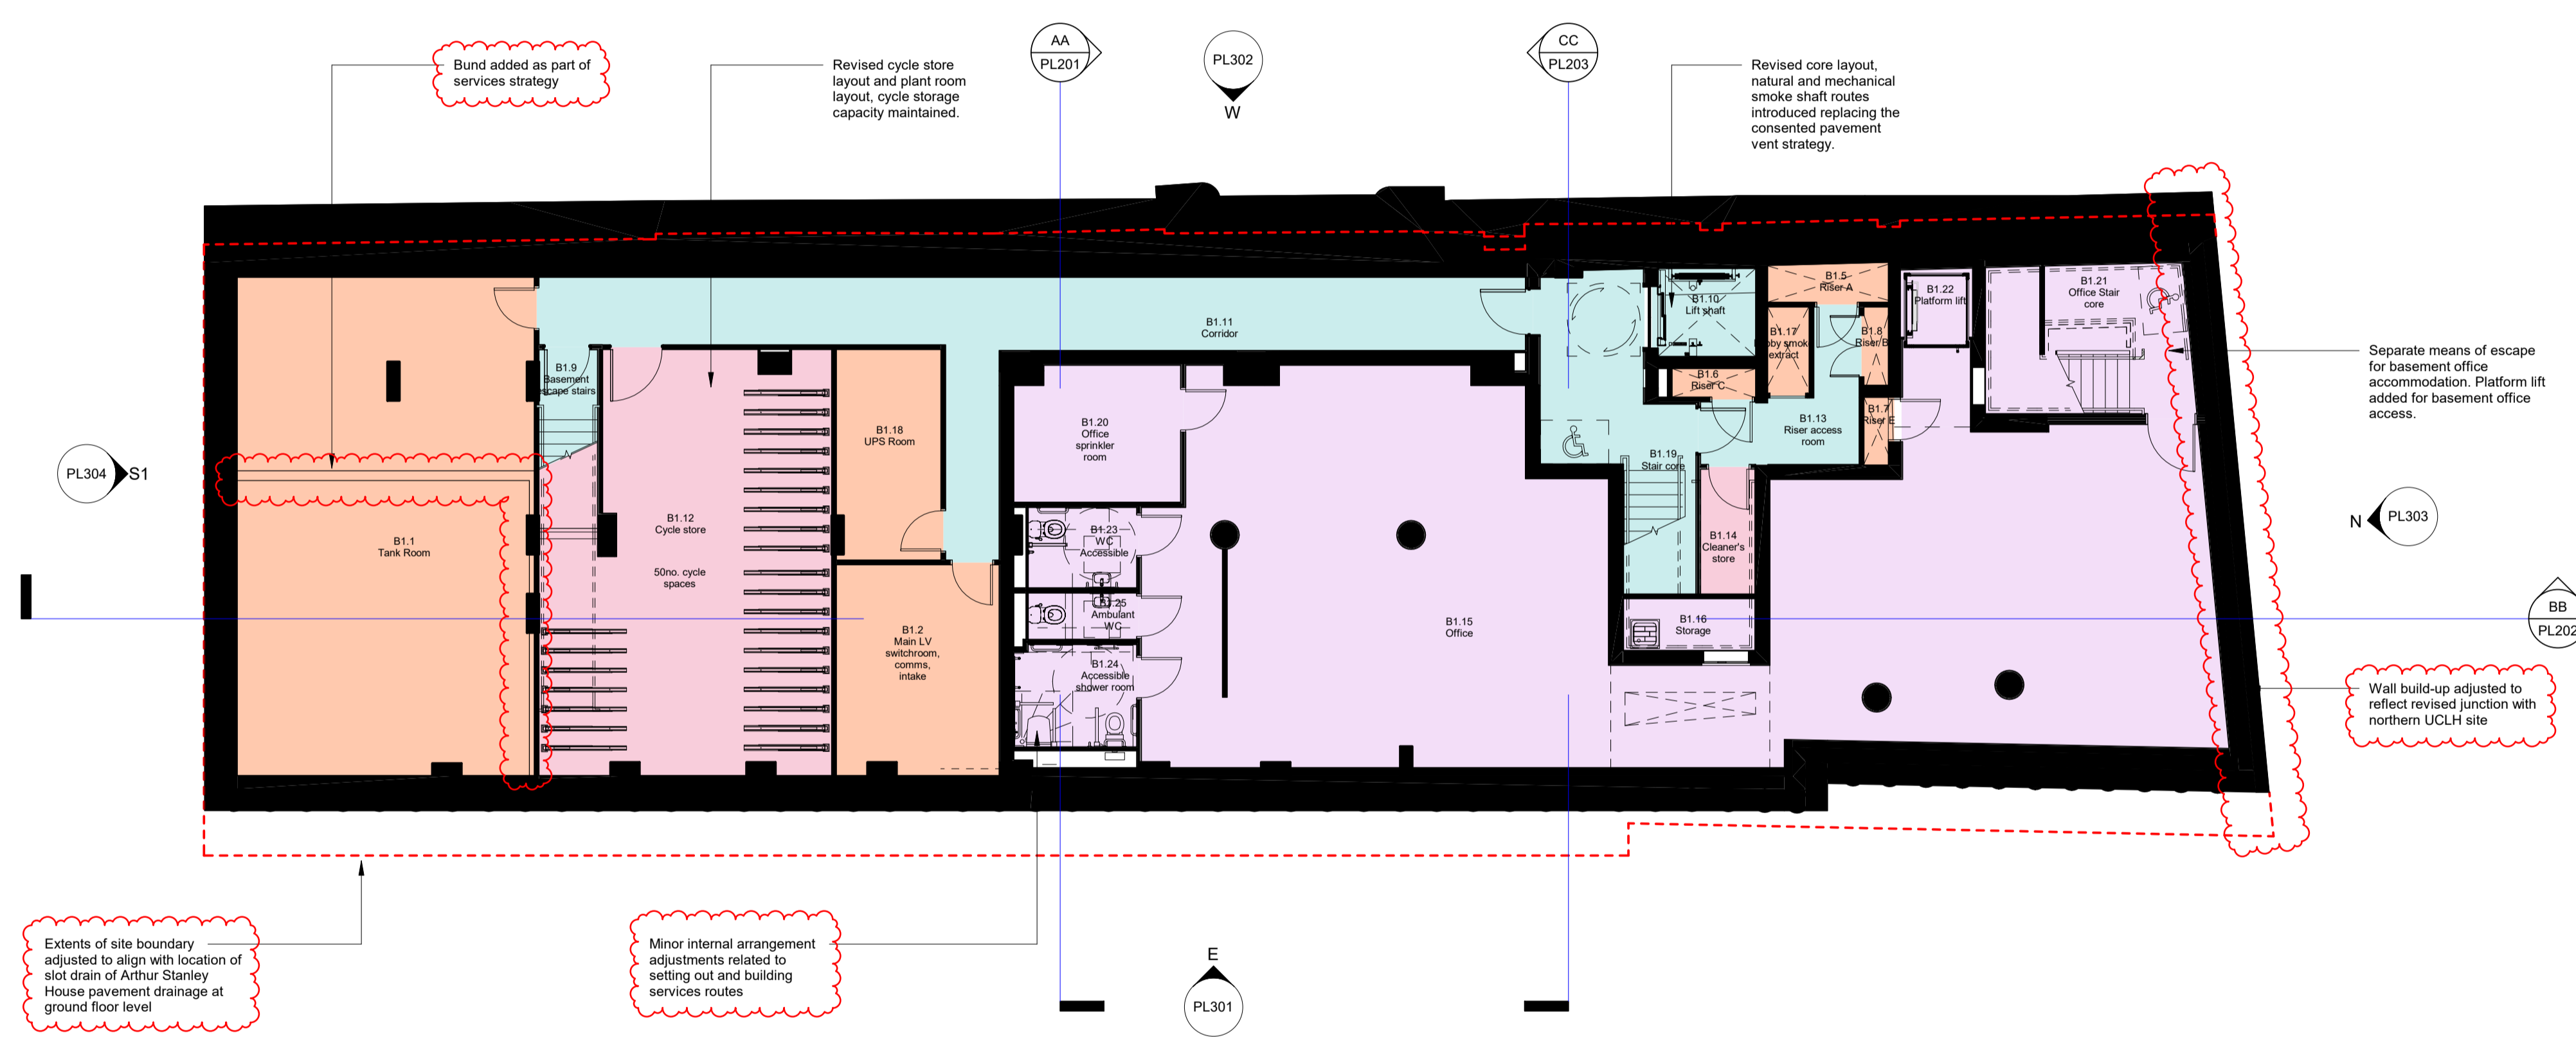 Bund added as part of
services strategy
Revised cycle store
layout and plant room
layout, cycle storage
capacity maintained.
AA
PL201
PL302
W
CC
PL203
Revised core layout,
natural and mechanical
smoke shaft routes
introduced replacing the
consented pavement
vent strategy.
B1.5
Riser A
B1.22
Platform lift
B1.21
Office Stair
core
B1.10
Lift shaft
B1.11
Corridor
B1.17
smoke
extract
B1.8
Riser B
B1.9
Basement
escape stairs
B1.6
Riser C
B1.7
Riser E
B1.13
Riser access
room
Separate means of escape
for basement office
accommodation. Platform lift
added for basement office
access.
B1.18
UPS Room
B1.20
Office
sprinkler
room
B1.19
Stair core
PL304
S1
B1.12
Cycle store
50no. cycle
spaces
B1.1
Tank Room
B1.23
WC
Accessible
B1.14
Cleaner's
store
N
PL303
B1.25
Ambulant
WC
B1.2
Main LV
switchroom,
comms,
intake
B1.15
Office
B1.16
Storage
BB
PL202
B1.24
Accessible
shower room
Wall build-up adjusted to
reflect revised junction with
northern UCLH site
Extents of site boundary
adjusted to align with location of
slot drain of Arthur Stanley
House pavement drainage at
ground floor level
Minor internal arrangement
adjustments related to
setting out and building
services routes
E
PL301